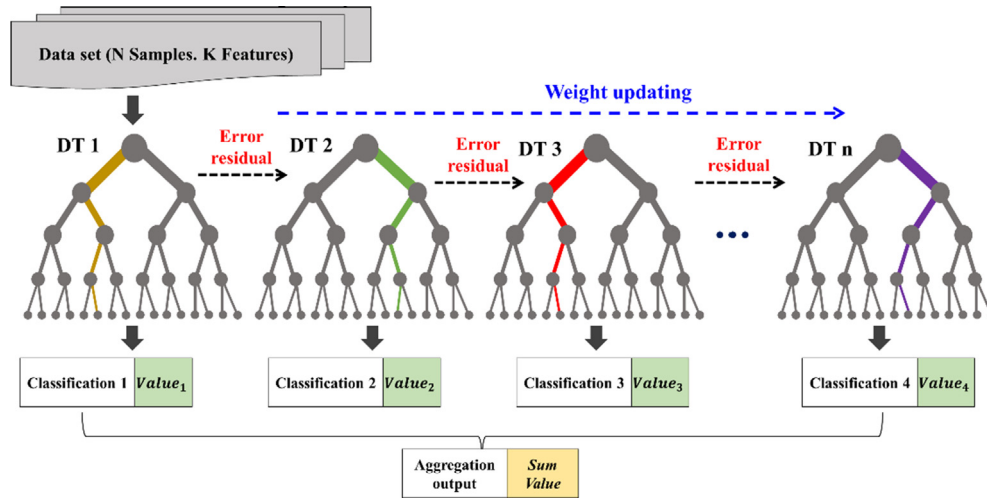 Data set (N Samples. K Features)
Weight updating
DT 1
Error
residual
DT 2
Error
residual
DT 3
Error
residual
DT n
...
Classification 1 Value₁
Classification 2 Value₂
Classification 3 Value₃
Classification 4 Value₄
Aggregation
output
Sum
Value